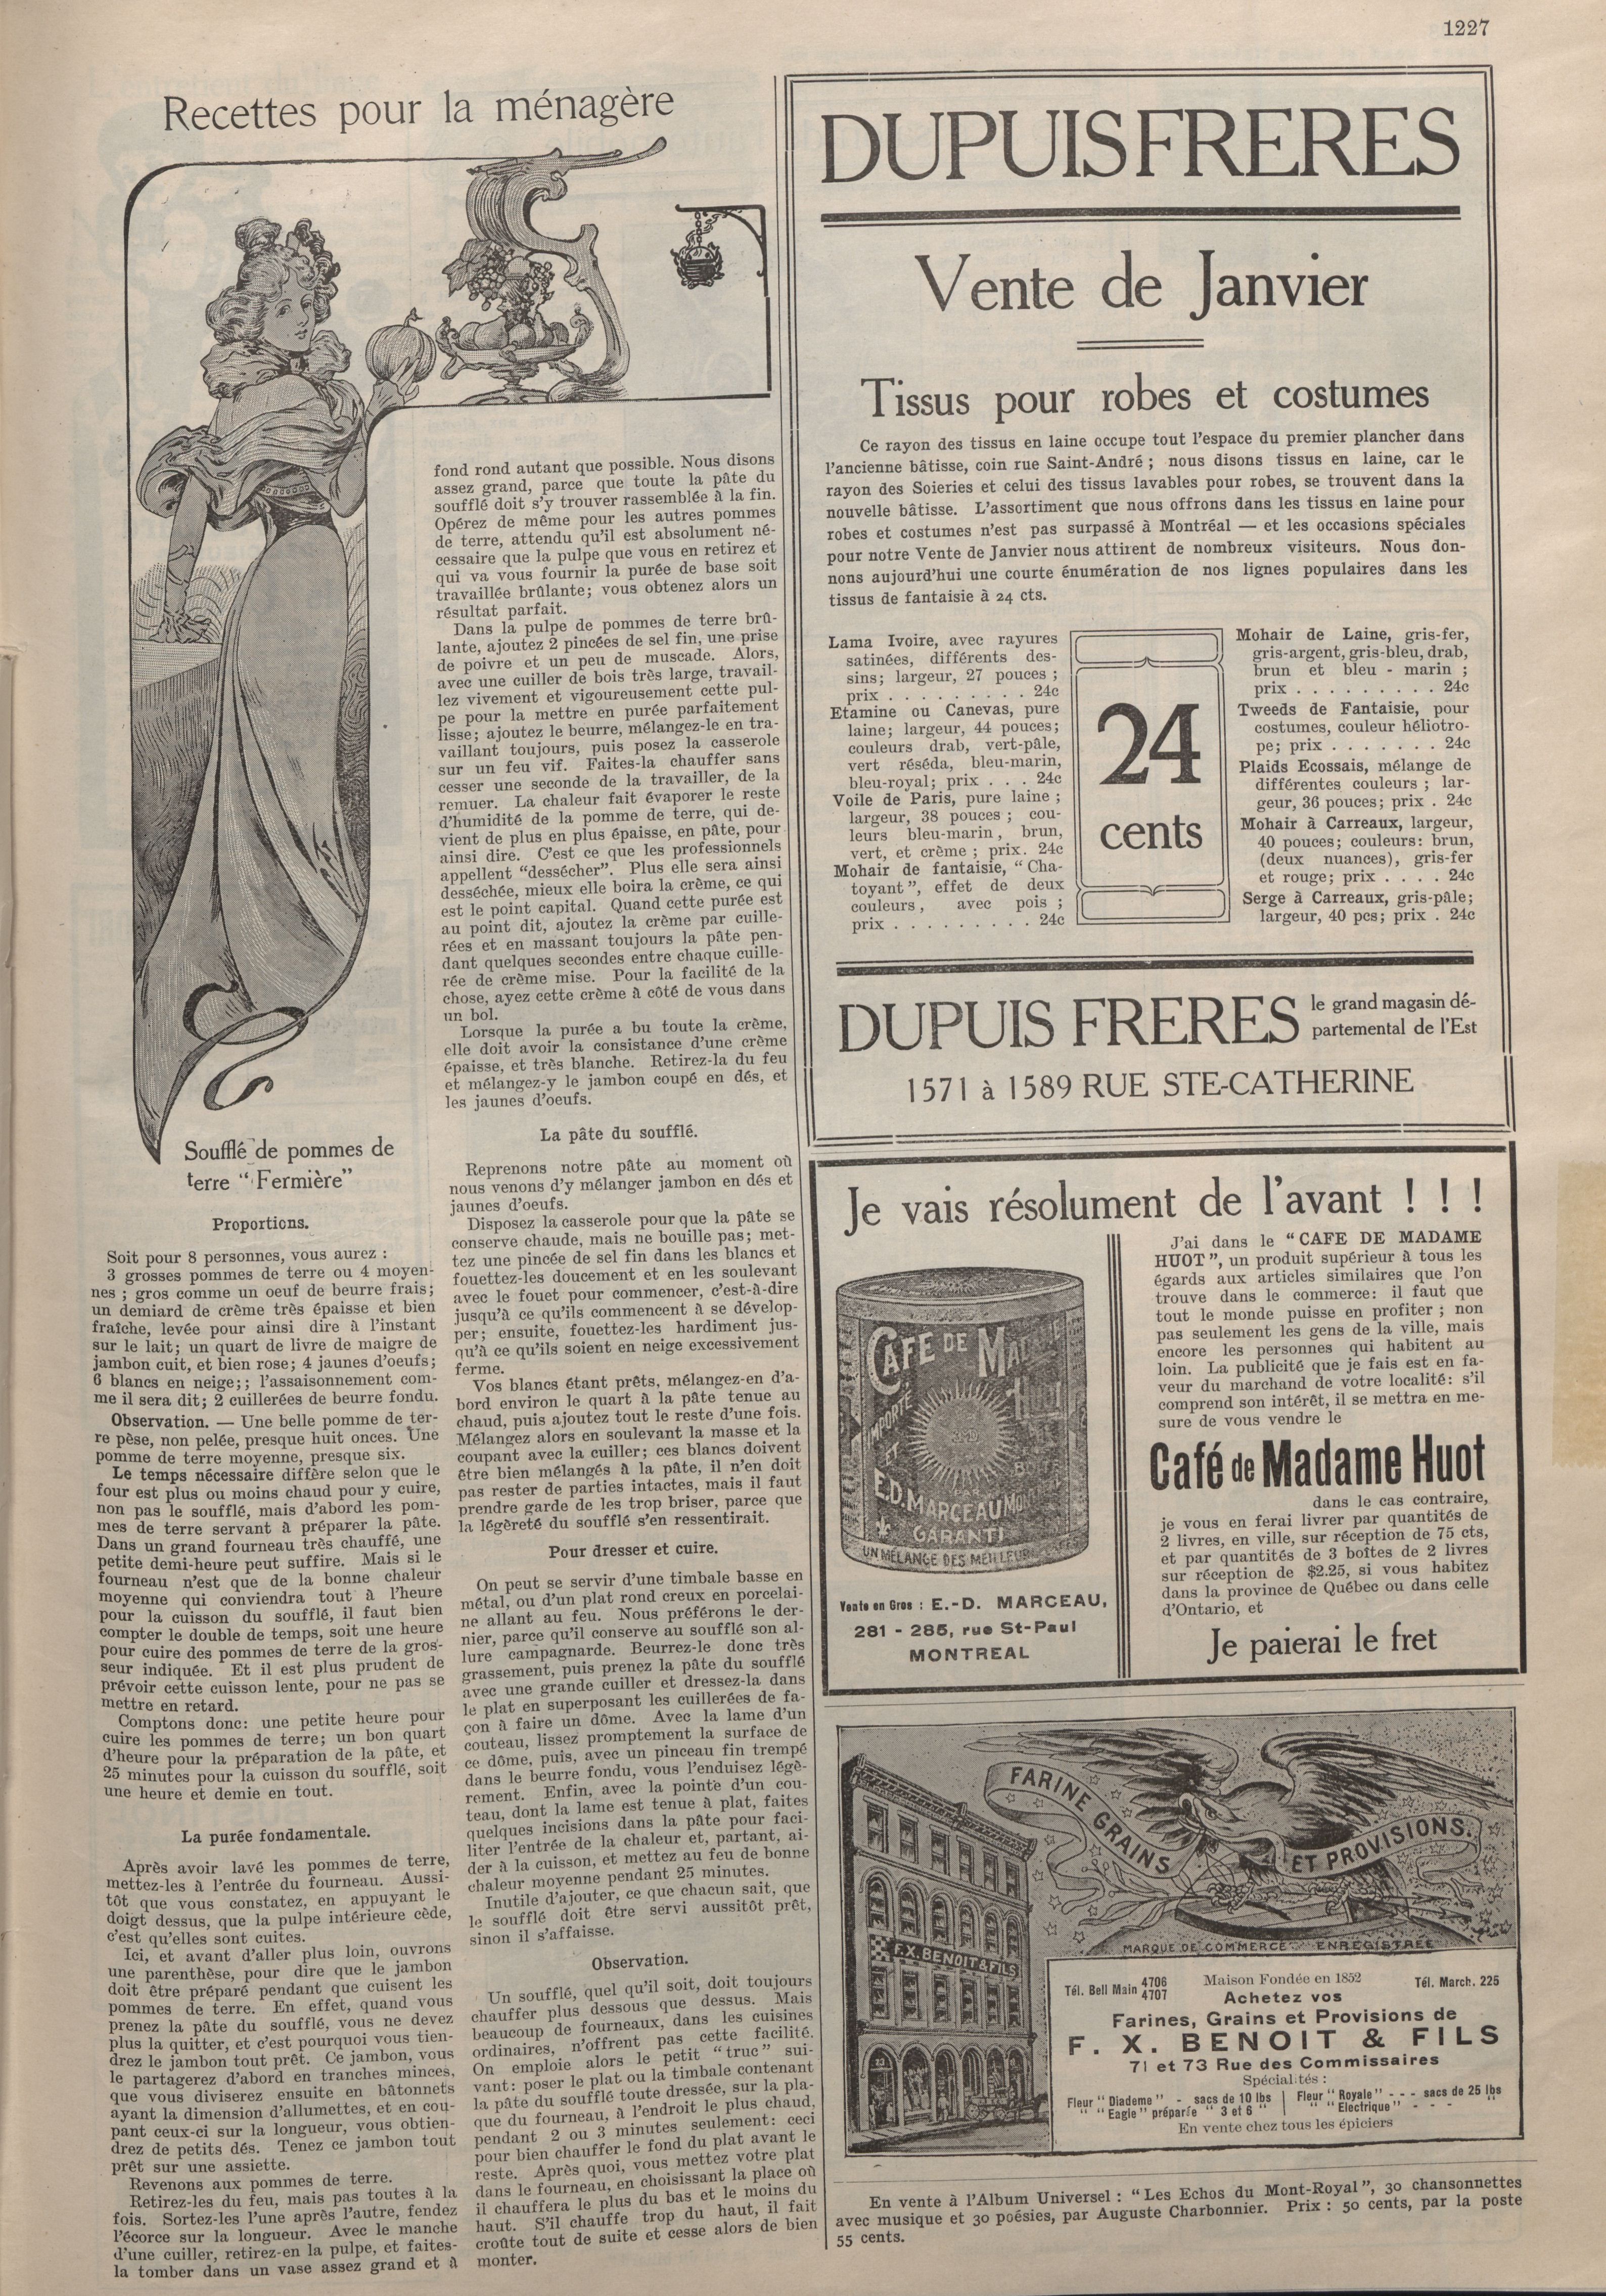 1227
Recettes pour la ménagère
Soufflé de pommes de
terre "Fermière"
Proportions.
Soit pour 8 personnes, vous aurez :
3 grosses pommes de terre ou 4 moyen-
nes ; gros comme un oeuf de beurre frais;
un demiard de crème très épaisse et bien
fraîche, levée pour ainsi dire à l'instant
sur le lait; un quart de livre de maigre de
jambon cuit, et bien rose; 4 jaunes d'oeufs;
6 blancs en neige;; l'assaisonnement com-
me il sera dit; 2 cuillerées de beurre fondu.
Observation. — Une belle pomme de ter-
re pèse, non pelée, presque huit onces. Une
pomme de terre moyenne, presque six.
Le temps nécessaire diffère selon que le
four est plus ou moins chaud pour y cuire,
non pas le soufflé, mais d'abord les pom-
mes de terre servant à préparer la pâte.
Dans un grand fourneau très chauffé, une
petite demi-heure peut suffire. Mais si le
fourneau n'est que de la bonne chaleur
moyenne qui conviendra tout à l'heure
pour la cuisson du soufflé, il faut bien
compter le double de temps, soit une heure
pour cuire des pommes de terre de la gros-
seur indiquée. Et il est plus prudent de
prévoir cette cuisson lente, pour ne pas se
mettre en retard.
Comptons donc: une petite heure pour
cuire les pommes de terre; un bon quart
d'heure pour la préparation de la pâte, et
25 minutes pour la cuisson du soufflé, soit
une heure et demie en tout.
La purée fondamentale.
Après avoir lavé les pommes de terre,
mettez-les à l'entrée du fourneau. Aussi-
tôt que vous constatez, en appuyant le
doigt dessus, que la pulpe intérieure cède,
c'est qu'elles sont cuites.
Ici, et avant d'aller plus loin, ouvrons
une parenthèse, pour dire que le jambon
doit être préparé pendant que cuisent les
pommes de terre. En effet, quand vous
prenez la pâte du soufflé, vous ne devez
plus la quitter, et c'est pourquoi vous tien-
drez le jambon tout prêt. Ce jambon, vous
le partagerez d'abord en tranches minces,
que vous diviserez ensuite en bâtonnets
ayant la dimension d'allumettes, et en cou-
pant ceux-ci sur la longueur, vous obtien-
drez de petits dés. Tenez ce jambon tout
prêt sur une assiette.
Revenons aux pommes de terre.
Retirez-les du feu, mais pas toutes à la
fois. Sortez-les l'une après l'autre, fendez
l'écorce sur la longueur. Avec le manche
d'une cuiller, retirez-en la pulpe, et faites-
la tomber dans un vase assez grand et à
fond rond autant que possible. Nous disons
assez grand, parce que toute la pâte du
soufflé doit s'y trouver rassemblée à la fin.
Opérez de même pour les autres pommes
de terre, attendu qu'il est absolument né-
cessaire que la pulpe que vous en retirez et
qui va vous fournir la purée de base soit
travaillée brûlante; vous obtenez alors un
résultat parfait.
Dans la pulpe de pommes de terre brû-
lante, ajoutez 2 pincées de sel fin, une prise
de poivre et un peu de muscade. Alors,
avec une cuiller de bois très large, travail-
lez vivement et vigoureusement cette pul-
pe pour la mettre en purée parfaitement
lisse; ajoutez le beurre, mélangez-le en tra-
vaillant toujours, puis posez la casserole
sur un feu vif. Faites-la chauffer sans
cesser une seconde de la travailler, de la
remuer. La chaleur fait évaporer le reste
d'humidité de la pomme de terre, qui de-
vient de plus en plus épaisse, en pâte, pour
ainsi dire. C'est ce que les professionnels
appellent "dessécher". Plus elle sera ainsi
desséchée, mieux elle boira la crème, ce qui
est le point capital. Quand cette purée est
au point dit, ajoutez la crème par cuille-
rées et en massant toujours la pâte pen-
dant quelques secondes entre chaque cuille-
rée de crème mise. Pour la facilité de la
chose, ayez cette crème à côté de vous dans
un bol.
Lorsque la purée a bu toute la crème,
elle doit avoir la consistance d'une crème
épaisse, et très blanche. Retirez-la du feu
et mélangez-y le jambon coupé en dés, et
les jaunes d'oeufs.
La pâte du soufflé.
Reprenons notre pâte au moment où
nous venons d'y mélanger jambon en dés et
jaunes d'oeufs.
Disposez la casserole pour que la pâte se
conserve chaude, mais ne bouille pas; met-
tez une pincée de sel fin dans les blancs et
fouettez-les doucement et en les soulevant
avec le fouet pour commencer, c'est-à-dire
jusqu'à ce qu'ils commencent à se dévelop-
per; ensuite, fouettez-les hardiment jus-
qu'à ce qu'ils soient en neige excessivement
ferme.
Vos blancs étant prêts, mélangez-en d'a-
bord environ le quart à la pâte tenue au
chaud, puis ajoutez tout le reste d'une fois.
Mélangez alors en soulevant la masse et la
coupant avec la cuiller; ces blancs doivent
être bien mélangés à la pâte, il n'en doit
pas rester de parties intactes, mais il faut
prendre garde de les trop briser, parce que
la légèreté du soufflé s'en ressentirait.
Pour dresser et cuire.
On peut se servir d'une timbale basse en
métal, ou d'un plat rond creux en porcelai-
ne allant au feu. Nous préférons le der-
nier, parce qu'il conserve au soufflé son al-
lure campagnarde. Beurrez-le donc très
grassement, puis prenez la pâte du soufflé
avec une grande cuiller et dressez-la dans
le plat en superposant les cuillerées de fa-
çon à faire un dôme. Avec la lame d'un
couteau, lissez promptement la surface de
ce dôme, puis, avec un pinceau fin trempé
dans le beurre fondu, vous l'enduisez légè-
rement. Enfin, avec la pointe d'un cou-
teau, dont la lame est tenue à plat, faites
quelques incisions dans la pâte pour faci-
liter l'entrée de la chaleur et, partant, ai-
der à la cuisson, et mettez au feu de bonne
chaleur moyenne pendant 25 minutes.
Inutile d'ajouter, ce que chacun sait, que
le soufflé doit être servi aussitôt prêt,
sinon il s'affaisse.
Observation.
Un soufflé, quel qu'il soit, doit toujours
chauffer plus dessous que dessus. Mais
beaucoup de fourneaux, dans les cuisines
ordinaires, n'offrent pas cette facilité.
On emploie alors le petit "truc" sui-
vant: poser le plat ou la timbale contenant
la pâte du soufflé toute dressée, sur la pla-
que du fourneau, à l'endroit le plus chaud,
pendant 2 ou 3 minutes seulement: ceci
pour bien chauffer le fond du plat avant le
reste. Après quoi, vous mettez votre plat
dans le fourneau, en choisissant la place où
il chauffera le plus du bas et le moins du
haut. S'il chauffe trop du haut, il fait
croûte tout de suite et cesse alors de bien
monter.
DUPUIS FRERES
Vente de Janvier
Tissus pour robes et costumes
Ce rayon des tissus en laine occupe tout l'espace du premier plancher dans
l'ancienne bâtisse, coin rue Saint-André ; nous disons tissus en laine, car le
rayon des Soieries et celui des tissus lavables pour robes, se trouvent dans la
nouvelle bâtisse. L'assortiment que nous offrons dans les tissus en laine pour
robes et costumes n'est pas surpassé à Montréal — et les occasions spéciales
pour notre Vente de Janvier nous attirent de nombreux visiteurs. Nous don-
nons aujourd'hui une courte énumération de nos lignes populaires dans les
tissus de fantaisie à 24 cts.
Lama Ivoire, avec rayures
satinées, différents des-
sins; largeur, 27 pouces ;
prix . . . . . . . . . 24c
Etamine ou Canevas, pure
laine; largeur, 44 pouces;
couleurs drab, vert-pâle,
vert réséda, bleu-marin,
bleu-royal; prix . . . 24c
Voile de Paris, pure laine ;
largeur, 38 pouces ; cou-
leurs bleu-marin, brun,
vert, et crème ; prix. 24c
Mohair de fantaisie, "Cha-
toyant", effet de deux
couleurs, avec pois ;
prix . . . . . . . . . 24c
24
cents
Mohair de Laine, gris-fer,
gris-argent, gris-bleu, drab,
brun et bleu - marin ;
prix . . . . . . . . . 24c
Tweeds de Fantaisie, pour
costumes, couleur héliotro-
pe; prix . . . . . . . 24c
Plaids Ecossais, mélange de
différentes couleurs ; lar-
geur, 36 pouces; prix . 24c
Mohair à Carreaux, largeur,
40 pouces; couleurs: brun,
(deux nuances), gris-fer
et rouge; prix . . . . 24c
Serge à Carreaux, gris-pâle;
largeur, 40 pcs; prix . 24c
DUPUIS FRERES le grand magasin dé-
partemental de l'Est
1571 à 1589 RUE STE-CATHERINE
Je vais résolument de l'avant ! ! !
CAFE DE MA
Huot
IMPORTÉ
ET
PAR
E.D. MARCEAU MON
GARANTI
UN MÉLANGE DES MEILLEUR
Vente en Gros : E.-D. MARCEAU,
281 - 285, rue St-Paul
MONTREAL
J'ai dans le "CAFE DE MADAME
HUOT", un produit supérieur à tous les
égards aux articles similaires que l'on
trouve dans le commerce: il faut que
tout le monde puisse en profiter ; non
pas seulement les gens de la ville, mais
encore les personnes qui habitent au
loin. La publicité que je fais est en fa-
veur du marchand de votre localité: s'il
comprend son intérêt, il se mettra en me-
sure de vous vendre le
Café de Madame Huot
dans le cas contraire,
je vous en ferai livrer par quantités de
2 livres, en ville, sur réception de 75 cts,
et par quantités de 3 boîtes de 2 livres
sur réception de $2.25, si vous habitez
dans la province de Québec ou dans celle
d'Ontario, et
Je paierai le fret
FARINE GRAINS ET PROVISIONS.
MARQUE DE COMMERCE ENREGISTREE
F.X. BENOIT & FILS
73
Tél. Bell Main 4706
4707
Maison Fondée en 1852
Tél. March. 225
Achetez vos
Farines, Grains et Provisions de
F. X. BENOIT & FILS
71 et 73 Rue des Commissaires
Spécialités :
Fleur "Diademe" - sacs de 10 lbs | Fleur "Royale" - - - sacs de 25 lbs
" "Eagle" préparée " 3 et 6 " | " "Electrique" - - - "
En vente chez tous les épiciers
En vente à l'Album Universel : "Les Echos du Mont-Royal", 30 chansonnettes
avec musique et 30 poésies, par Auguste Charbonnier. Prix : 50 cents, par la poste
55 cents.